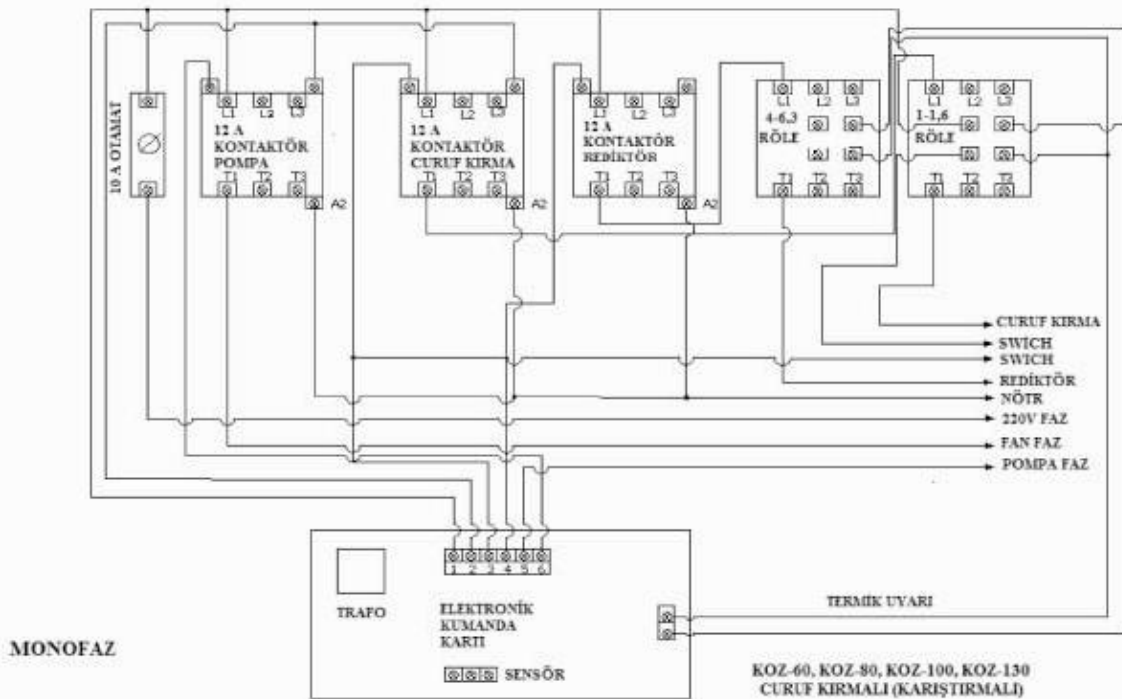 10 A OTAMAT
L1 L2 L3
12 A
KONTAKTÖR
POMPA
T1 T2 T3
A2
L1 L2 L3
12 A
KONTAKTÖR
CURUF KIRMA
T1 T2 T3
L1 L2 L3
12 A
KONTAKTÖR
REDİKTÖR
T1 T2 T3
A2
L1 L2 L3
4-6,3
RÖLE
T1 T2 T3
L1 L2 L3
1-1,6
RÖLE
T1 T2 T3
CURUF KIRMA
SWICH
SWICH
REDİKTÖR
NÖTR
220V FAZ
FAN FAZ
POMPA FAZ
1 2 3 4 5 6
TRAFO
ELEKTRONİK
KUMANDA
KARTI
SENSÖR
TERMİK UYARI
MONOFAZ
KOZ-60, KOZ-80, KOZ-100, KOZ-130
CURUF KIRMALI (KARIŞTIRMALI)